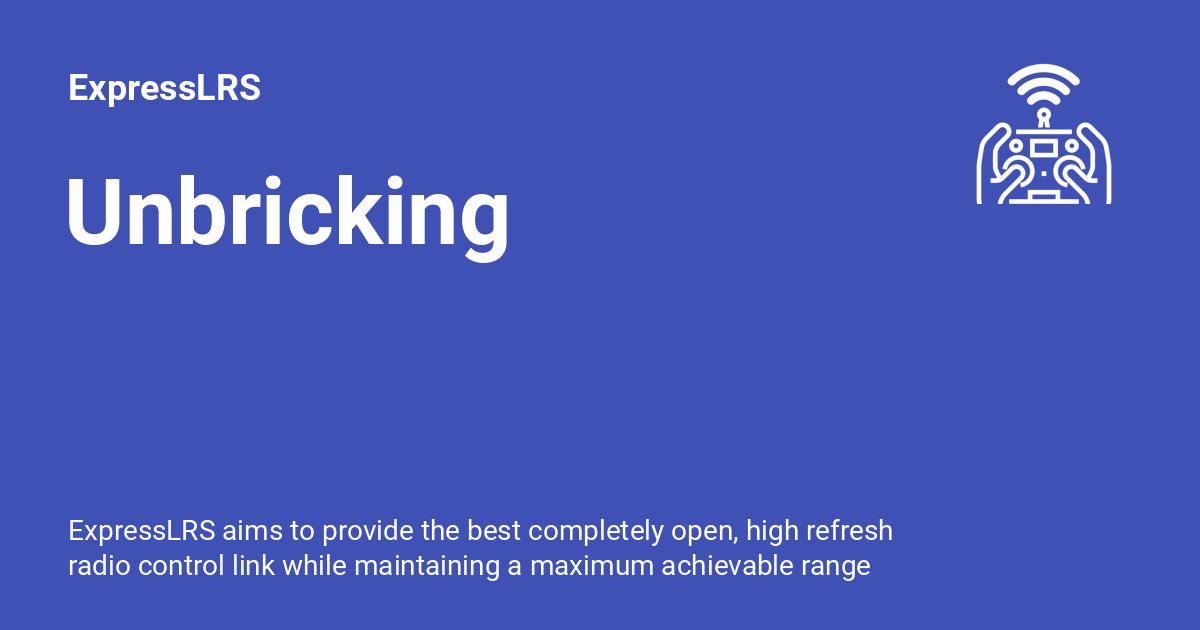 ExpressLRS
Unbricking
ExpressLRS aims to provide the best completely open, high refresh
radio control link while maintaining a maximum achievable range